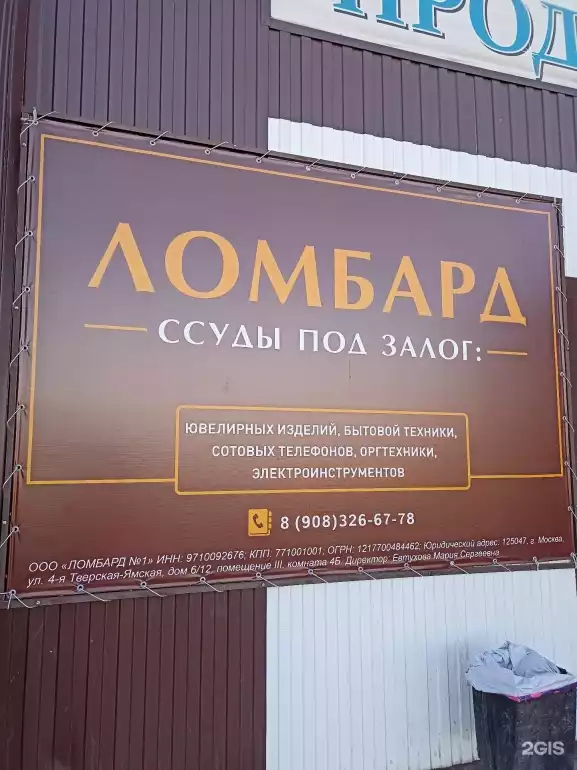 ПРОД
ЛОМБАРД
ССУДЫ ПОД ЗАЛОГ:
ЮВЕЛИРНЫХ ИЗДЕЛИЙ, БЫТОВОЙ ТЕХНИКИ,
СОТОВЫХ ТЕЛЕФОНОВ, ОРГТЕХНИКИ,
ЭЛЕКТРОИНСТРУМЕНТОВ
8 (908)326-67-78
ООО «ЛОМБАРД №1» ИНН: 9710092676; КПП: 771001001; ОГРН: 1217700484462; Юридический адрес: 125047, г. Москва,
ул. 4-я Тверская-Ямская, дом 6/12, помещение III, комната 4Б. Директор: Евтухова Мария Сергеевна
2GIS